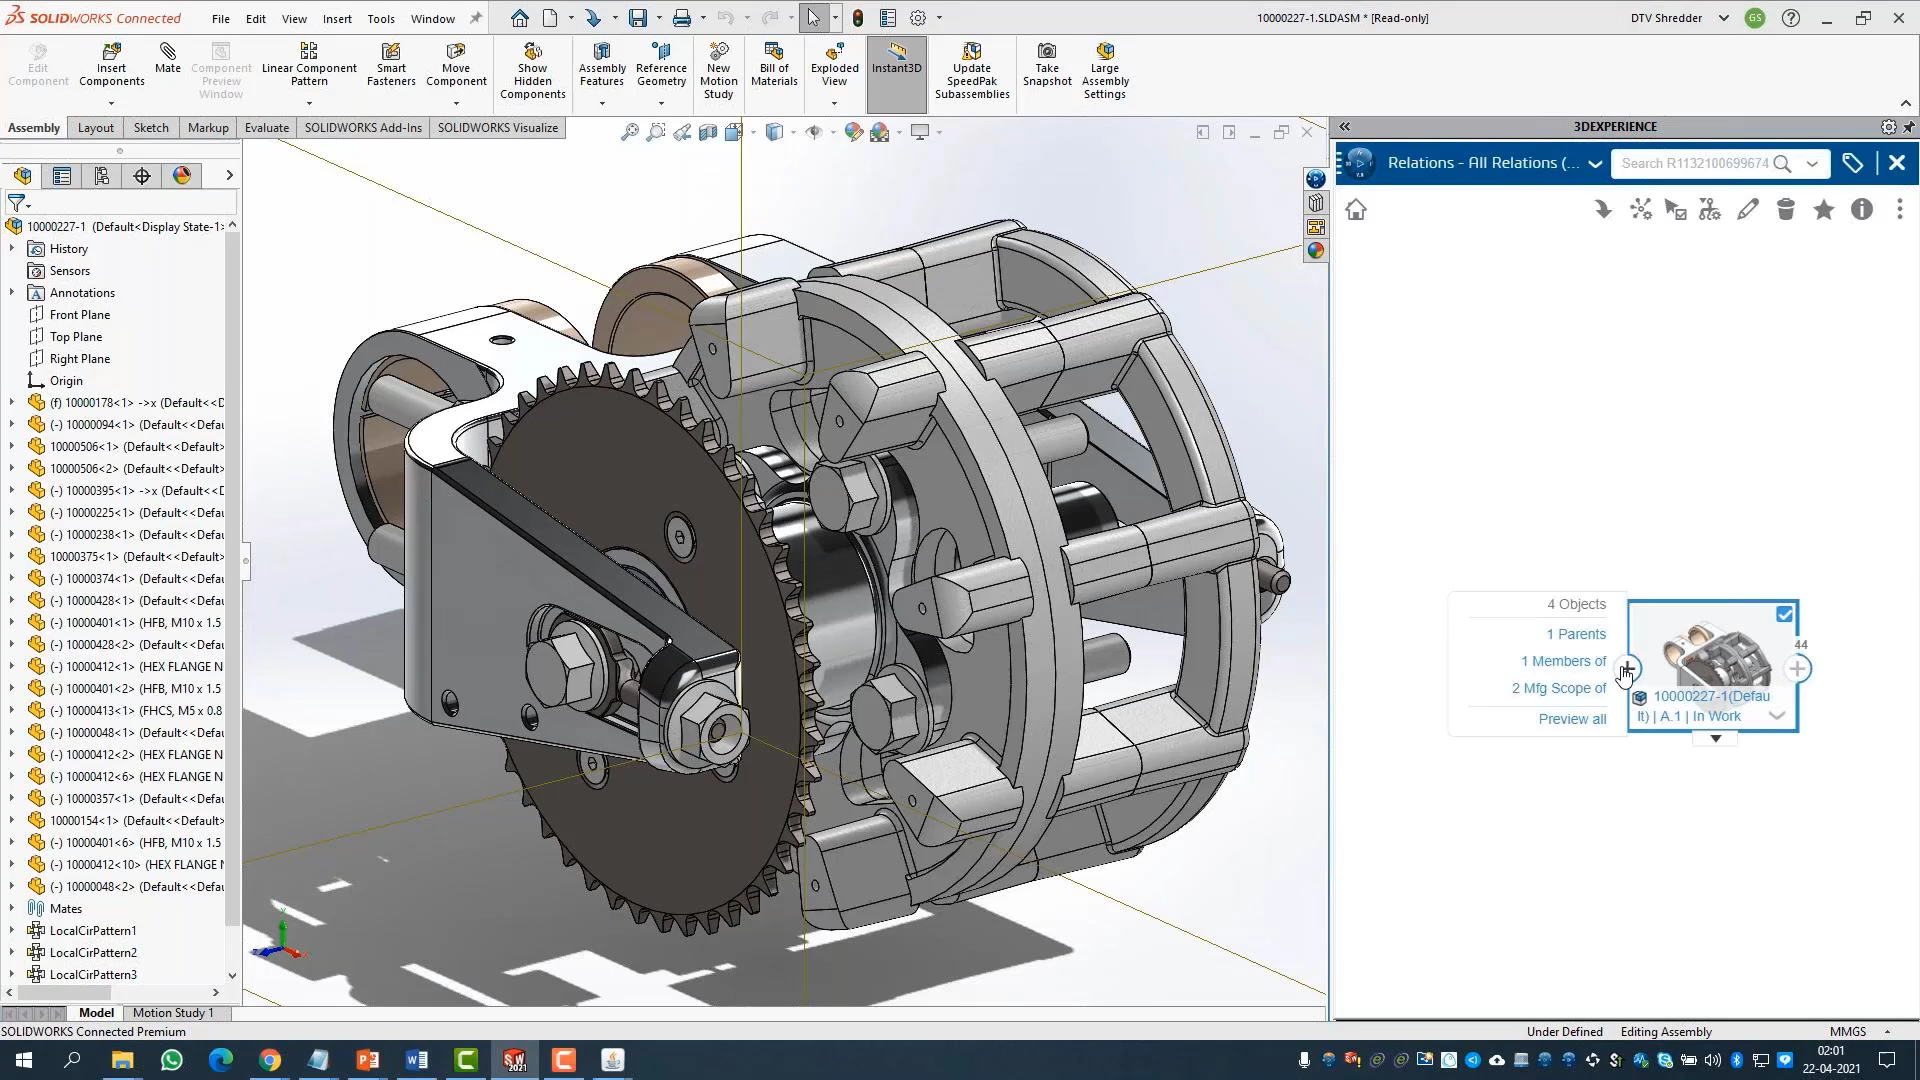 SOLIDWORKS Connected
File Edit View Insert Tools Window
10000227-1.SLDASM * [Read-only]
DTV Shredder
GS
Edit Component
Insert Components
Mate
Component Preview Window
Linear Component Pattern
Smart Fasteners
Move Component
Show Hidden Components
Assembly Features
Reference Geometry
New Motion Study
Bill of Materials
Exploded View
Instant3D
Update SpeedPak Subassemblies
Take Snapshot
Large Assembly Settings
Assembly Layout Sketch Markup Evaluate SOLIDWORKS Add-Ins SOLIDWORKS Visualize
10000227-1 (Default<Display State-1>
History
Sensors
Annotations
Front Plane
Top Plane
Right Plane
Origin
(f) 10000178<1> ->x (Default<<D
(-) 10000094<1> (Default<<Defau
10000506<1> (Default<<Default>
10000506<2> (Default<<Default>
(-) 10000395<1> ->x (Default<<D
(-) 10000225<1> (Default<<Defau
(-) 10000238<1> (Default<<Defau
10000375<1> (Default<<Default>
(-) 10000374<1> (Default<<Defau
(-) 10000428<1> (Default<<Defau
(-) 10000401<1> (HFB, M10 x 1.5
(-) 10000428<2> (Default<<Defau
(-) 10000412<1> (HEX FLANGE N
(-) 10000401<2> (HFB, M10 x 1.5
(-) 10000413<1> (FHCS, M5 x 0.8
(-) 10000048<1> (Default<<Defau
(-) 10000412<2> (HEX FLANGE N
(-) 10000412<6> (HEX FLANGE N
(-) 10000357<1> (Default<<Defau
10000154<1> (Default<<Default>
(-) 10000401<6> (HFB, M10 x 1.5
(-) 10000412<10> (HEX FLANGE N
(-) 10000048<2> (Default<<Defau
Mates
LocalCirPattern1
LocalCirPattern2
LocalCirPattern3
Model Motion Study 1
SOLIDWORKS Connected Premium
3DEXPERIENCE
Relations - All Relations (...
Search R1132100699674
4 Objects
1 Parents
1 Members of
2 Mfg Scope of
Preview all
44
10000227-1(Defau
lt) | A.1 | In Work
Under Defined Editing Assembly MMGS
02:01
22-04-2021